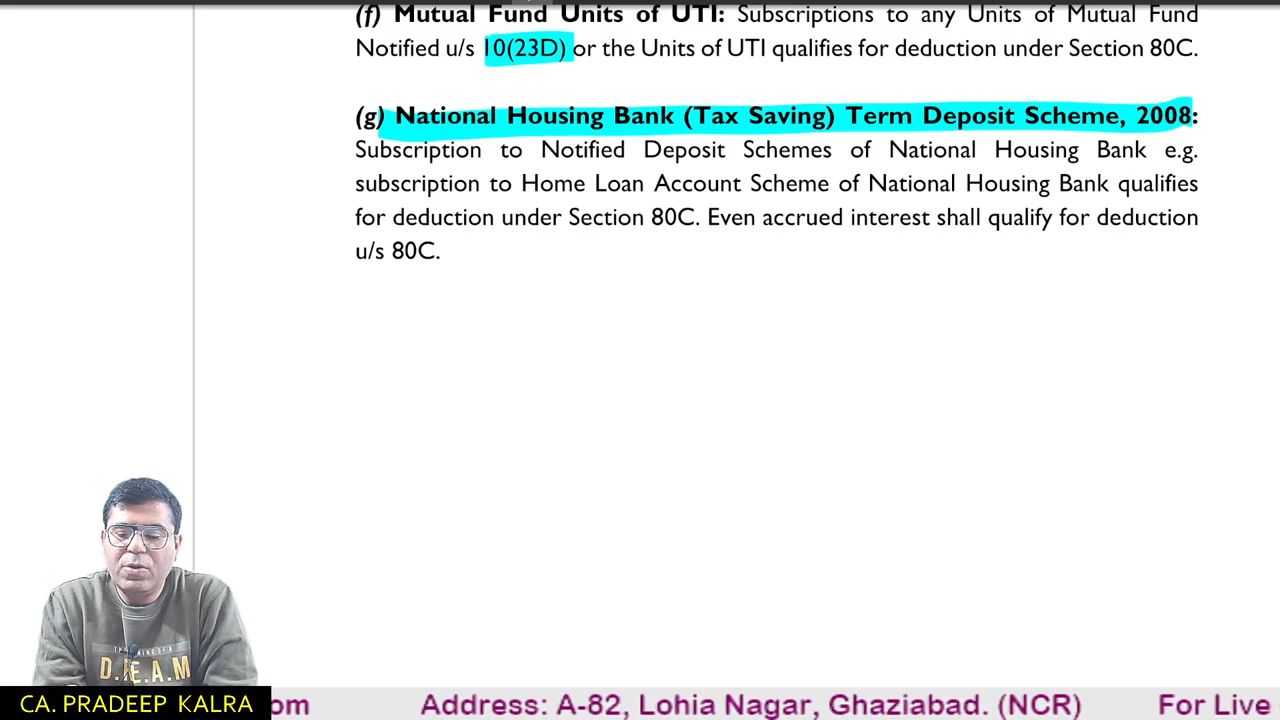 (f) Mutual Fund Units of UTI: Subscriptions to any Units of Mutual Fund
Notified u/s 10(23D) or the Units of UTI qualifies for deduction under Section 80C.
(g) National Housing Bank (Tax Saving) Term Deposit Scheme, 2008:
Subscription to Notified Deposit Schemes of National Housing Bank e.g.
subscription to Home Loan Account Scheme of National Housing Bank qualifies
for deduction under Section 80C. Even accrued interest shall qualify for deduction
u/s 80C.
D.R.E.A.M
CA. PRADEEP KALRA
om Address: A-82, Lohia Nagar, Ghaziabad. (NCR) For Live